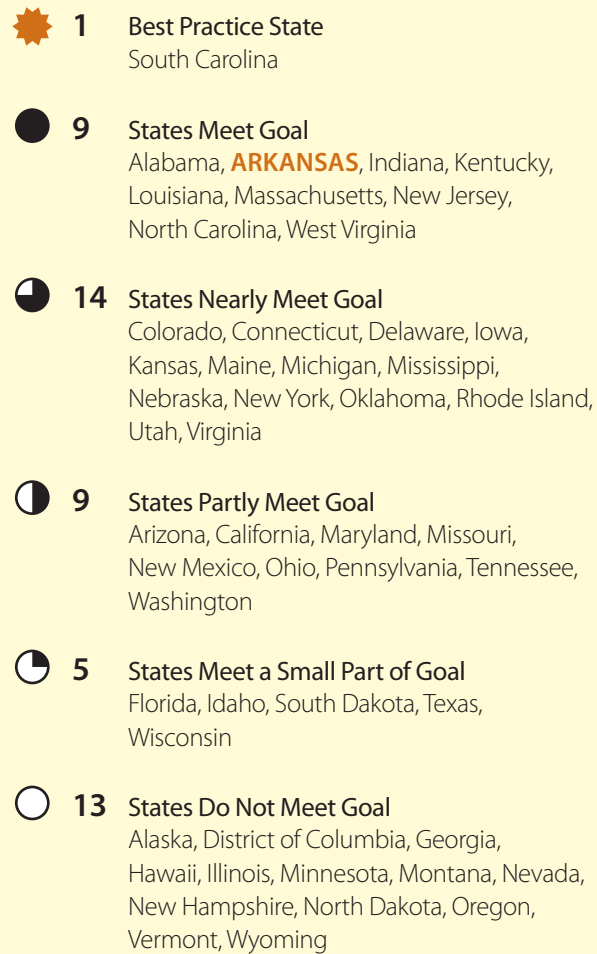 1 Best Practice State
South Carolina
9 States Meet Goal
Alabama, ARKANSAS, Indiana, Kentucky,
Louisiana, Massachusetts, New Jersey,
North Carolina, West Virginia
14 States Nearly Meet Goal
Colorado, Connecticut, Delaware, Iowa,
Kansas, Maine, Michigan, Mississippi,
Nebraska, New York, Oklahoma, Rhode Island,
Utah, Virginia
9 States Partly Meet Goal
Arizona, California, Maryland, Missouri,
New Mexico, Ohio, Pennsylvania, Tennessee,
Washington
5 States Meet a Small Part of Goal
Florida, Idaho, South Dakota, Texas,
Wisconsin
13 States Do Not Meet Goal
Alaska, District of Columbia, Georgia,
Hawaii, Illinois, Minnesota, Montana, Nevada,
New Hampshire, North Dakota, Oregon,
Vermont, Wyoming